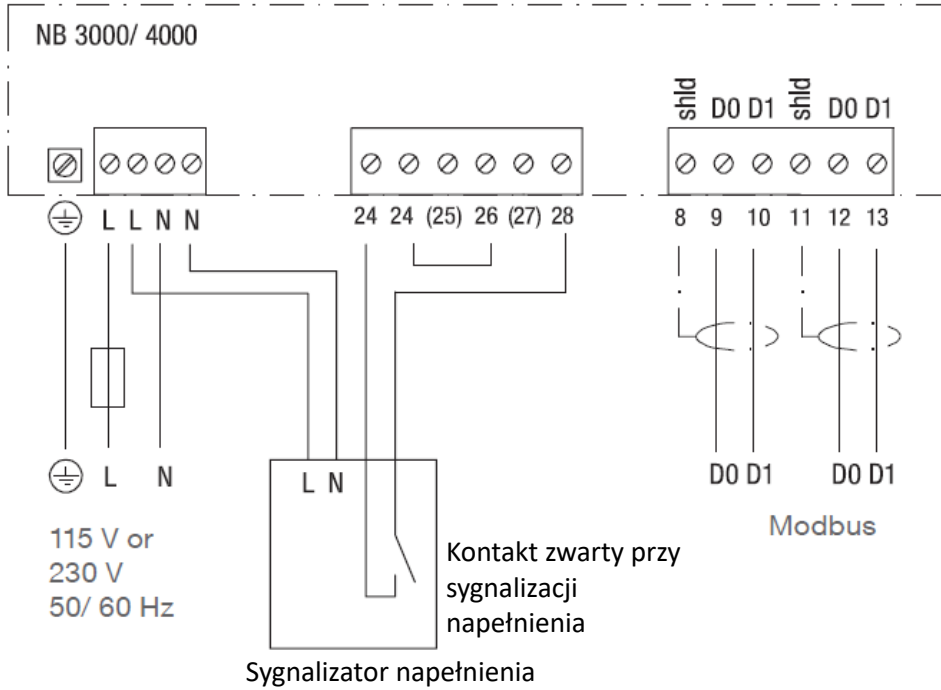 NB 3000/ 4000
shld D0 D1 shld D0 D1
L L N N
24 24 (25) 26 (27) 28
8 9 10 11 12 13
L N
L N
D0 D1 D0 D1
115 V or
230 V
50/ 60 Hz
Kontakt zwarty przy
sygnalizacji
napełnienia
Modbus
Sygnalizator napełnienia